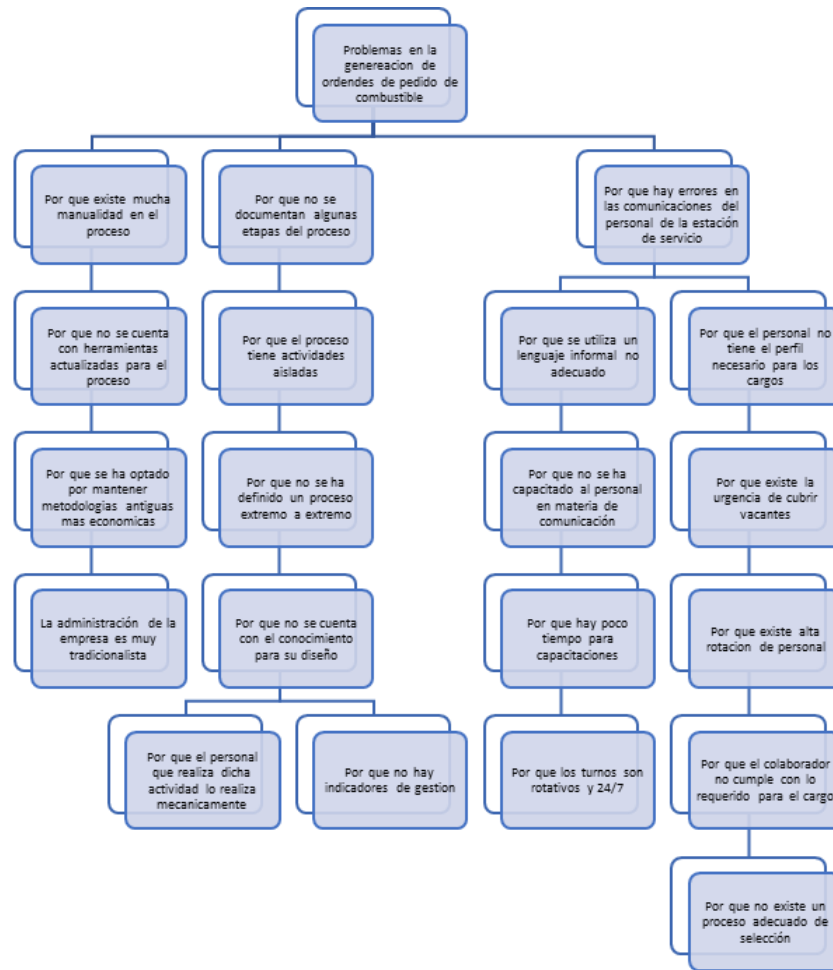 Problemas en la
genereacion de
ordendes de pedido de
combustible
Por que existe mucha
manualidad en el
proceso
Por que no se
documentan algunas
etapas del proceso
Por que hay errores en
las comunicaciones del
personal de la estación
de servicio
Por que no se cuenta
con herramientas
actualizadas para el
proceso
Por que el proceso
tiene actividades
aisladas
Por que se utiliza un
lenguaje informal no
adecuado
Por que el personal no
tiene el perfil
necesario para los
cargos
Por que se ha optado
por mantener
metodologias antiguas
mas economicas
Por que no se ha
definido un proceso
extremo a extremo
Por que no se ha
capacitado al personal
en materia de
comunicación
Por que existe la
urgencia de cubrir
vacantes
La administración de la
empresa es muy
tradicionalista
Por que no se cuenta
con el conocimiento
para su diseño
Por que hay poco
tiempo para
capacitaciones
Por que existe alta
rotacion de personal
Por que el personal
que realiza dicha
actividad lo realiza
mecanicamente
Por que no hay
indicadores de gestion
Por que los turnos son
rotativos y 24/7
Por que el colaborador
no cumple con lo
requerido para el cargo
Por que no existe un
proceso adecuado de
selección